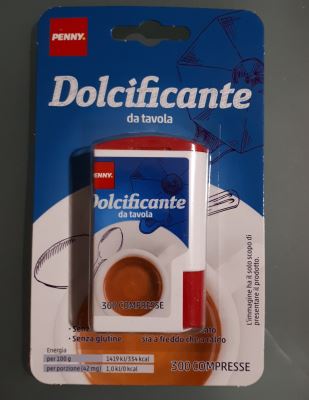 PENNY.
Dolcificante
da tavola
PENNY.
Dolcificante
da tavola
300 COMPRESSE
L'immagine ha il solo scopo di
presentare il prodotto.
• Senza glutine
sia a freddo che a caldo
Energia
per 100 g 1419 kJ/334 kcal
per porzione (42 mg) 1,0 kJ/0 kcal
300 COMPRESSE